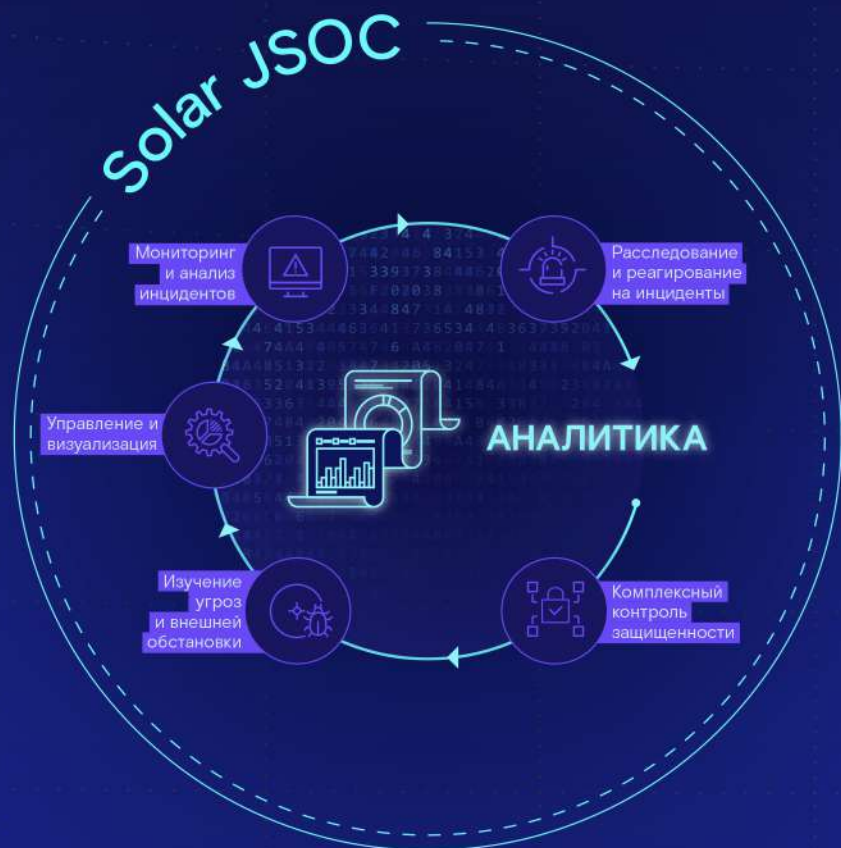 Solar JSOC
Мониторинг
и анализ
инцидентов
Расследование
и реагирование
на инциденты
Управление и
визуализация
АНАЛИТИКА
Изучение
угроз
и внешней
обстановки
Комплексный
контроль
защищенности